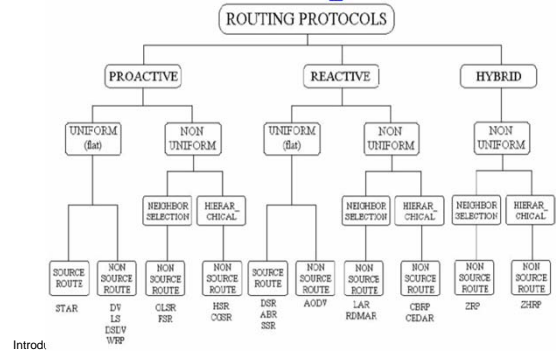 ROUTING PROTOCOLS
PROACTIVE
REACTIVE
HYBRID
UNIFORM
(flat)
NON
UNIFORM
UNIFORM
(flat)
NON
UNIFORM
NON
UNIFORM
NEIGHBOR
SELECTION
HIERAR_
CHICAL
NEIGHBOR
SELECTION
HIERAR_
CHICAL
NEIGHBOR
SELECTION
HIERAR_
CHICAL
SOURCE
ROUTE
NON
SOURCE
ROUTE
NON
SOURCE
ROUTE
NON
SOURCE
ROUTE
SOURCE
ROUTE
NON
SOURCE
ROUTE
NON
SOURCE
ROUTE
NON
SOURCE
ROUTE
NON
SOURCE
ROUTE
NON
SOURCE
ROUTE
STAR
DV
LS
DSDV
WRP
OLSR
FSR
HSR
CGSR
DSR
ABR
SSR
AODV
LAR
RDMAR
CBRP
CEDAR
ZRP
ZHRP